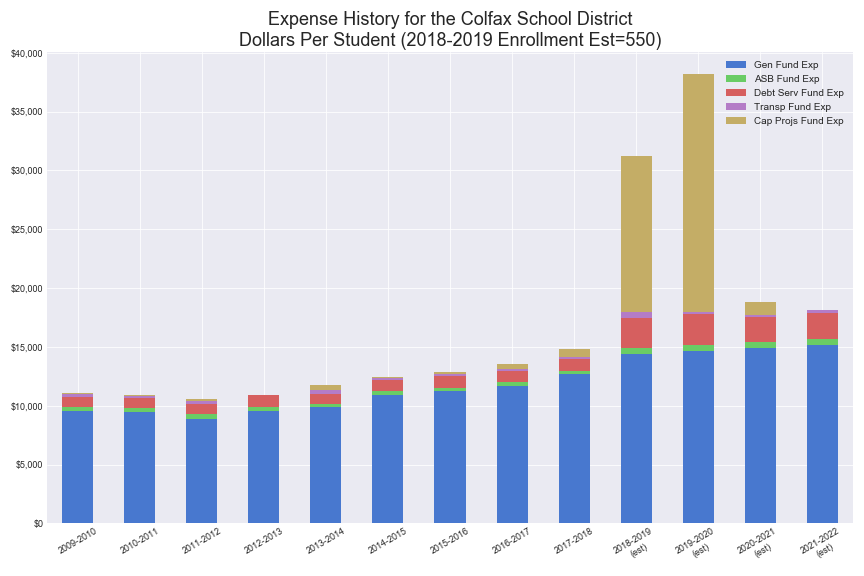 Expense History for the Colfax School District
Dollars Per Student (2018-2019 Enrollment Est=550)
$40,000
$35,000
$30,000
$25,000
$20,000
$15,000
$10,000
$5,000
$0
Gen Fund Exp
ASB Fund Exp
Debt Serv Fund Exp
Transp Fund Exp
Cap Projs Fund Exp
2009-2010
2010-2011
2011-2012
2012-2013
2013-2014
2014-2015
2015-2016
2016-2017
2017-2018
2018-2019
(est)
2019-2020
(est)
2020-2021
(est)
2021-2022
(est)